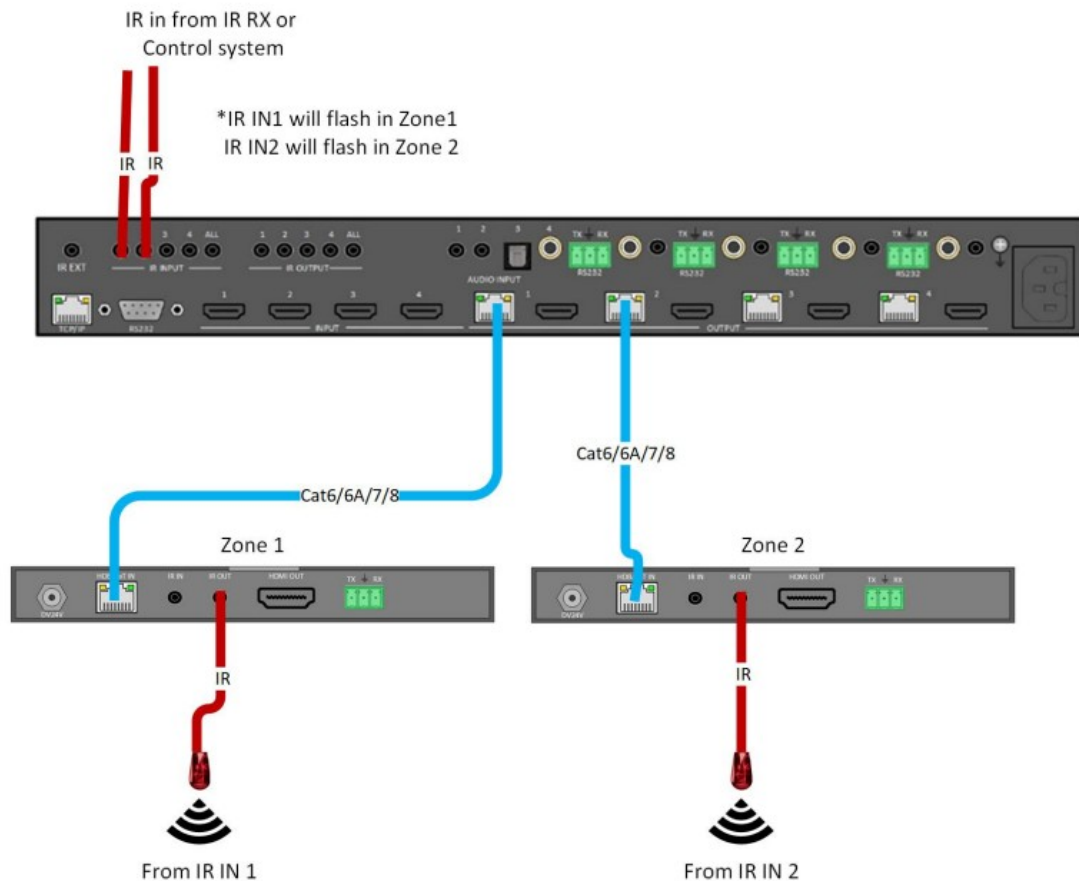 IR in from IR RX or
Control system
*IR IN1 will flash in Zone1
IR IN2 will flash in Zone 2
IR IR
3 4 ALL 1 2 3 4 ALL 1 2 3 4 TX RX TX RX TX RX TX RX
IR EXT IR INPUT IR OUTPUT RS232 RS232 RS232 RS232
AUDIO INPUT
1 2 3 4 1 2 3 4
TCP/IP RS232 INPUT OUTPUT
Cat6/6A/7/8
Cat6/6A/7/8
Zone 1
IR IN IR OUT HDMI OUT TX RX
DV24V
Zone 2
IR IN IR OUT HDMI OUT TX RX
DV24V
IR
IR
From IR IN 1
From IR IN 2